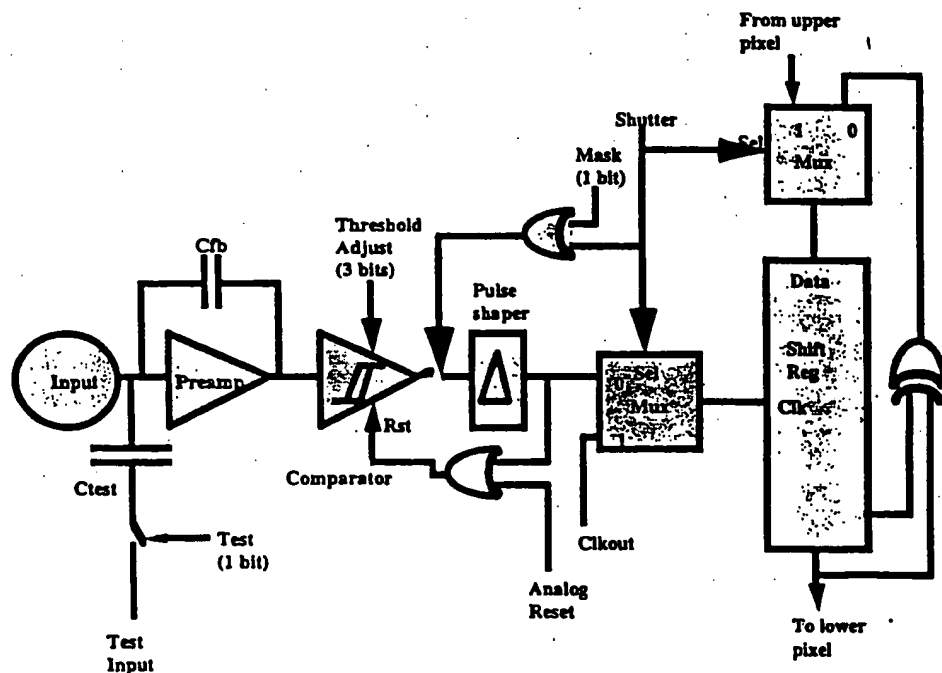 From upper
pixel
Shutter
Sel
1 0
Mux
Mask
(1 bit)
Threshold
Adjust
(3 bits)
Cfb
Pulse
shaper
Data
Shift
Reg
Clk
Input
Preamp
Sel
0
Mux
1
Rst
Comparator
Ctest
Test
(1 bit)
Clkout
Analog
Reset
Test
Input
To lower
pixel